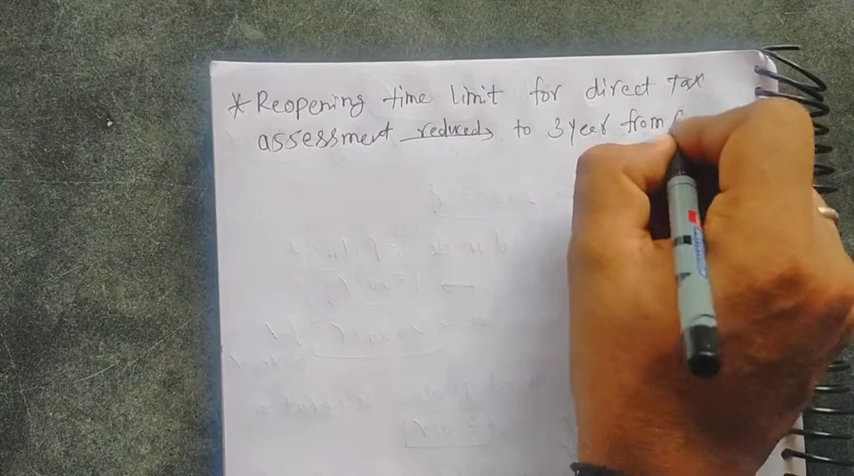 * Reopening time limit for direct Tax
assessment reduced to 3 year from